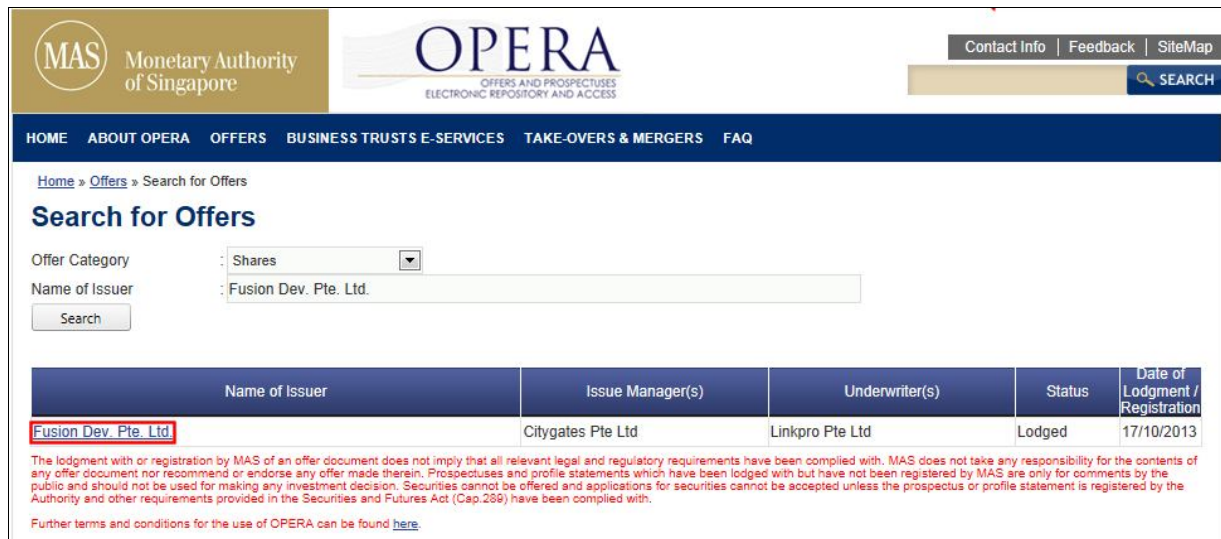 MAS Monetary Authority
of Singapore
OPERA
OFFERS AND PROSPECTUSES
ELECTRONIC REPOSITORY AND ACCESS
Contact Info | Feedback | SiteMap
SEARCH
HOME ABOUT OPERA OFFERS BUSINESS TRUSTS E-SERVICES TAKE-OVERS & MERGERS FAQ
Home » Offers » Search for Offers
Search for Offers
Offer Category : Shares
Name of Issuer : Fusion Dev. Pte. Ltd.
Search
Name of Issuer Issue Manager(s) Underwriter(s) Status Date of Lodgment / Registration
Fusion Dev. Pte. Ltd. Citygates Pte Ltd Linkpro Pte Ltd Lodged 17/10/2013
The lodgment with or registration by MAS of an offer document does not imply that all relevant legal and regulatory requirements have been complied with. MAS does not take any responsibility for the contents of
any offer document nor recommend or endorse any offer made therein. Prospectuses and profile statements which have been lodged with but have not been registered by MAS are only for comments by the
public and should not be used for making any investment decision. Securities cannot be offered and applications for securities cannot be accepted unless the prospectus or profile statement is registered by the
Authority and other requirements provided in the Securities and Futures Act (Cap.289) have been complied with.
Further terms and conditions for the use of OPERA can be found here.